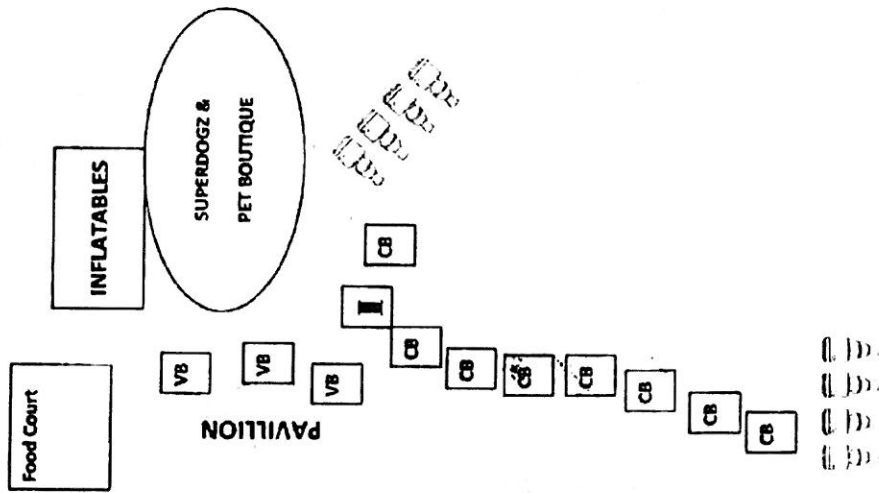 Food Court
INFLATABLES
SUPERDOGZ &
PET BOUTIQUE
VB
VB
VB
PAVILLION
CB
CB
CB
CB
CB
CB
CB
CB